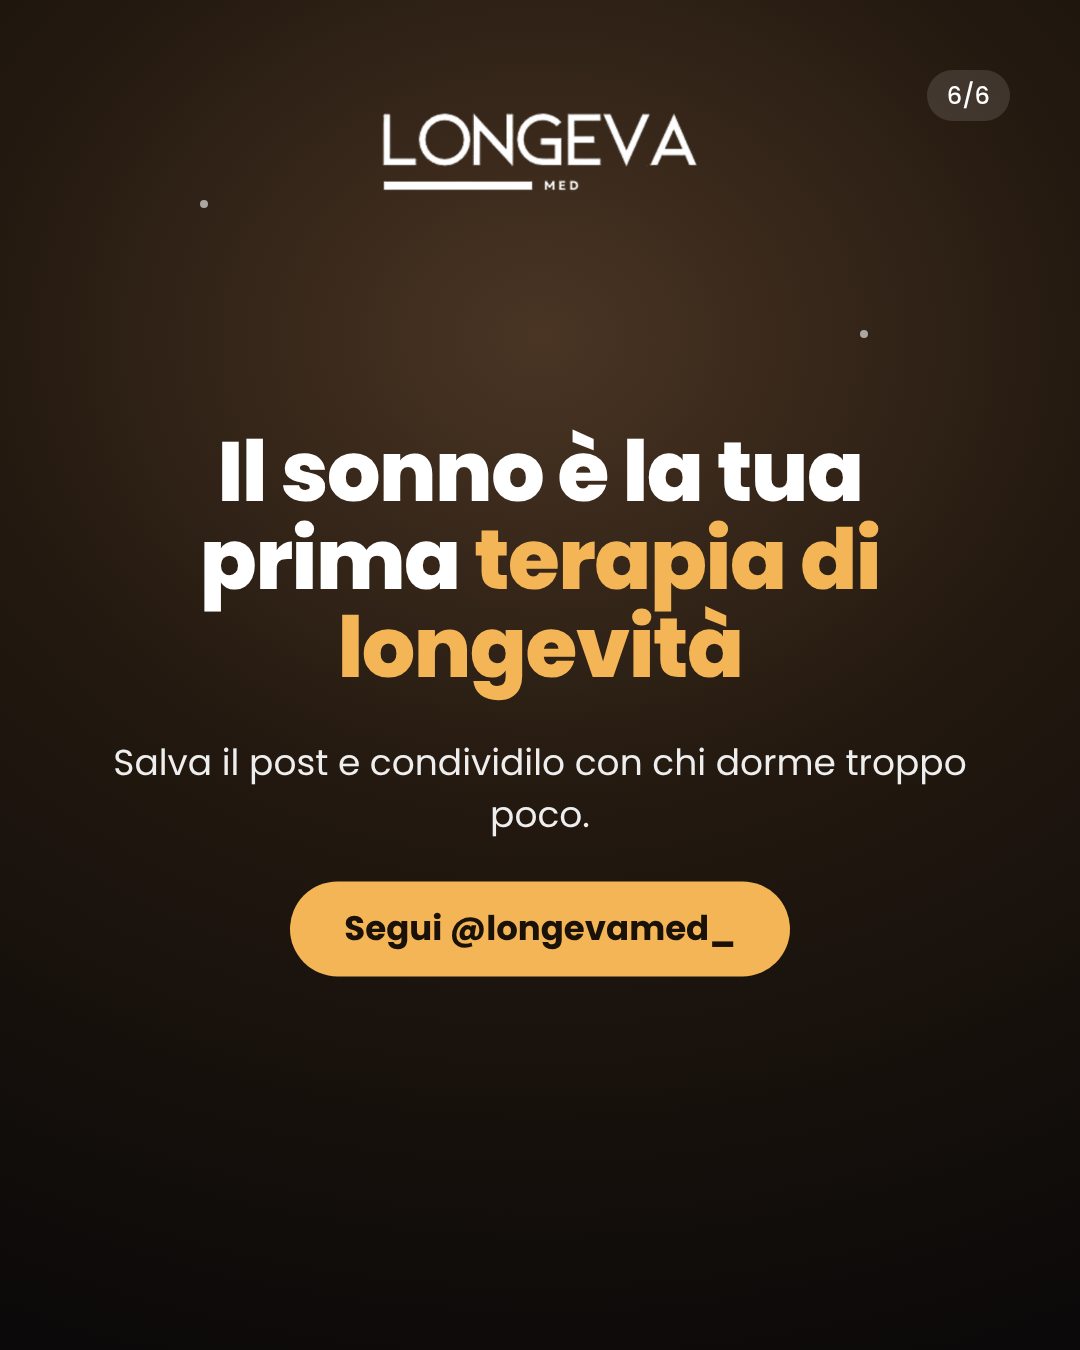 6/6
LONGEVA
MED
Il sonno è la tua
prima terapia di
longevità
Salva il post e condividilo con chi dorme troppo
poco.
Segui @longevamed_